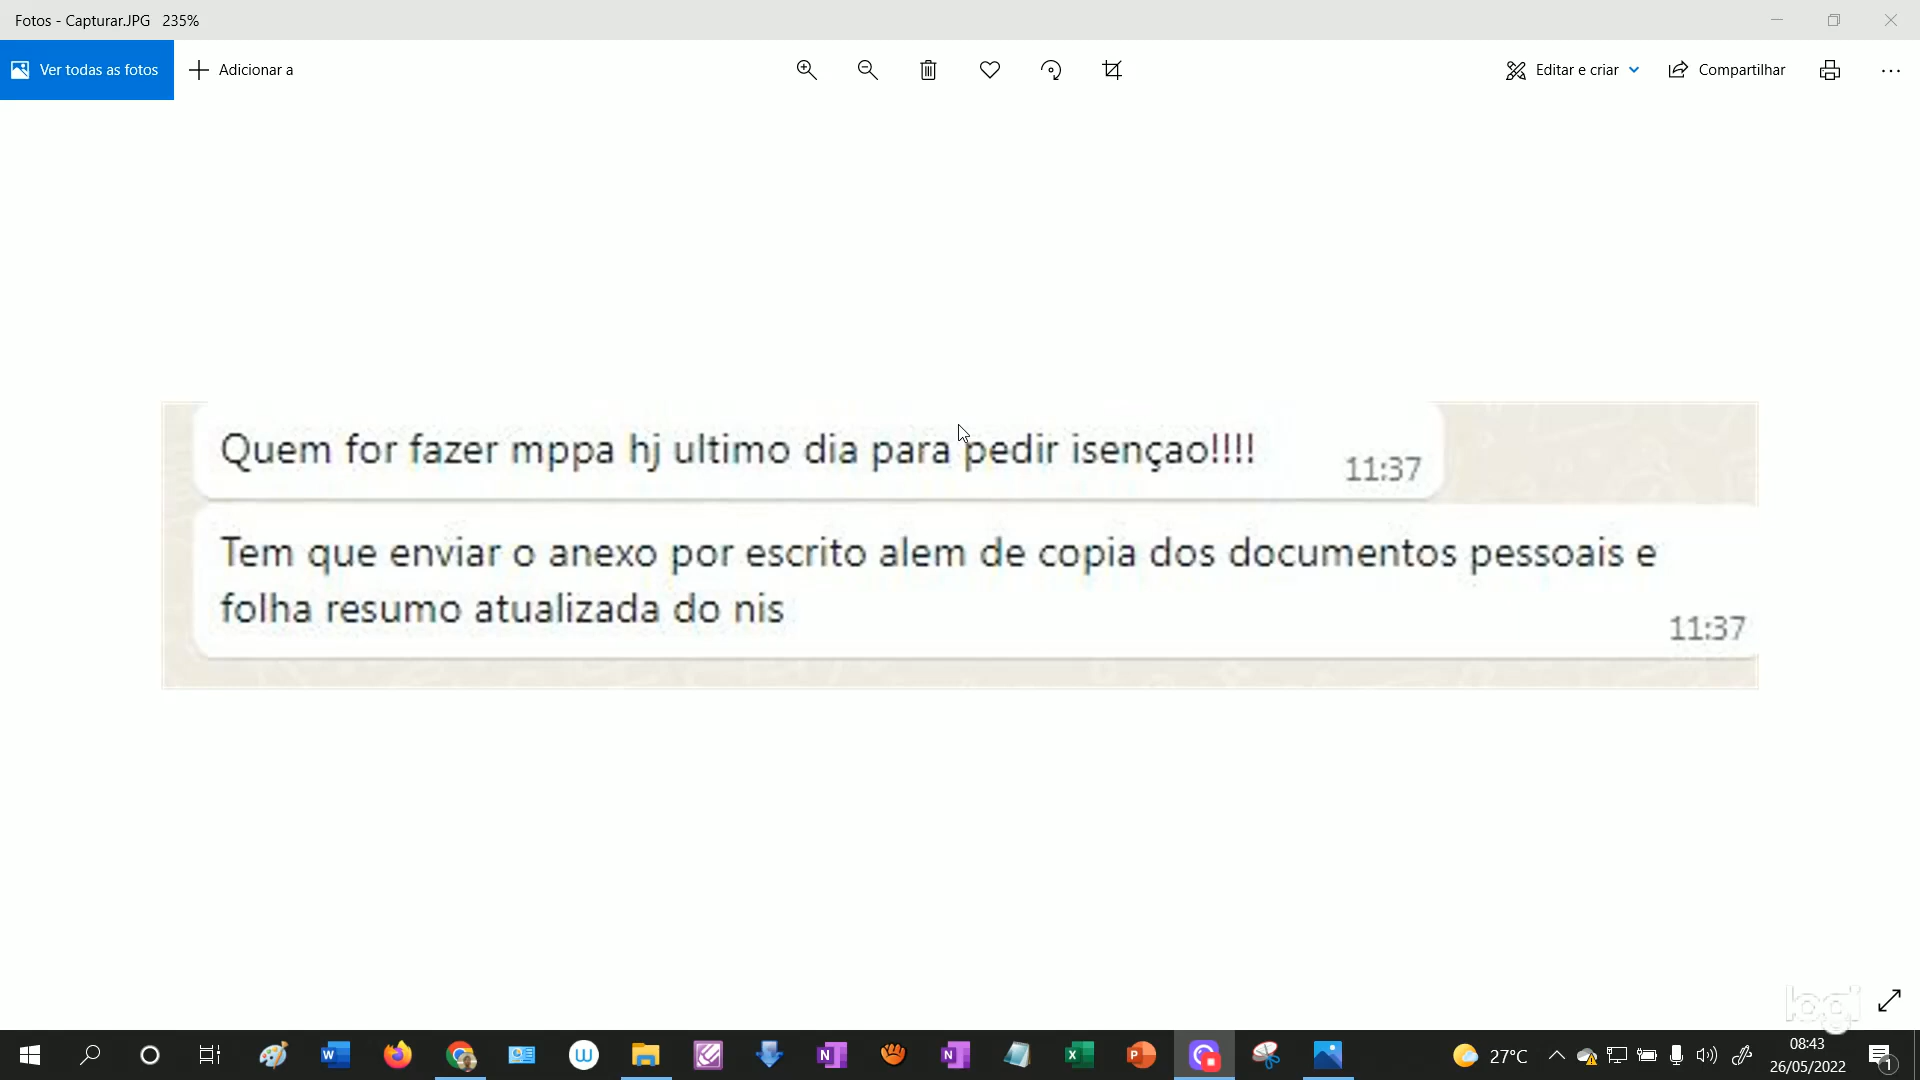 Fotos - Capturar.JPG 235%
Ver todas as fotos
Adicionar a
Editar e criar
Compartilhar
Quem for fazer mppa hj ultimo dia para pedir isençao!!!!
11:37
Tem que enviar o anexo por escrito alem de copia dos documentos pessoais e
folha resumo atualizada do nis
11:37
logi
27°C
08:43
26/05/2022
1